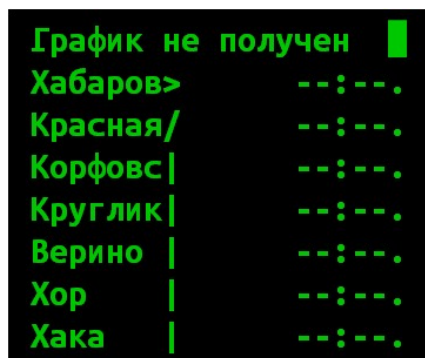 График не получен
Хабаров> --:--.
Красная/ --:--.
Корфовс| --:--.
Круглик| --:--.
Верино | --:--.
Хор | --:--.
Хака | --:--.